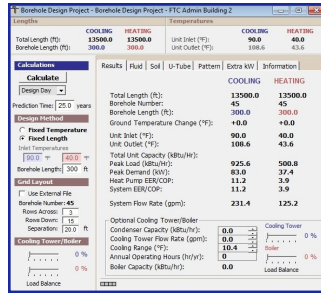 Borehole Design Project - Borehole Design Project - FTC Admin Building 2
Lengths Temperatures
COOLING HEATING COOLING HEATING
Total Length (ft): 13500.0 13500.0 Unit Inlet (°F): 90.0 40.0
Borehole Length (ft): 300.0 300.0 Unit Outlet (°F): 108.6 43.6
Calculations
Calculate
Design Day
Prediction Time: 25.0 years
Design Method
Fixed Temperature
Fixed Length
Inlet Temperatures
90.0 °F 40.0 °F
Borehole Length: 300 ft
Grid Layout
Use External File
Borehole Number: 45
Rows Across: 3
Rows Down: 15
Separation: 20.0 ft
Cooling Tower/Boiler
0 %
0 %
Load Balance
Results Fluid Soil U-Tube Pattern Extra kW Information
COOLING HEATING
Total Length (ft): 13500.0 13500.0
Borehole Number: 45 45
Borehole Length (ft): 300.0 300.0
Ground Temperature Change (°F): +0.0 +0.0
Unit Inlet (°F): 90.0 40.0
Unit Outlet (°F): 108.6 43.6
Total Unit Capacity (kBtu/Hr):
Peak Load (kBtu/Hr): 925.6 500.8
Peak Demand (kW): 83.0 37.4
Heat Pump EER/COP: 11.2 3.9
System EER/COP: 11.2 3.9
System Flow Rate (gpm): 231.4 125.2
Optional Cooling Tower/Boiler
Condenser Capacity (kBtu/hr): 0.0
Cooling Tower Flow Rate (gpm): 0.0
Cooling Range (°F): 10.4
Annual Operating Hours (hr/yr): 0
Boiler Capacity (kBtu/hr): 0.0
Cooling Tower
0 %
Boiler
0 %
Load Balance